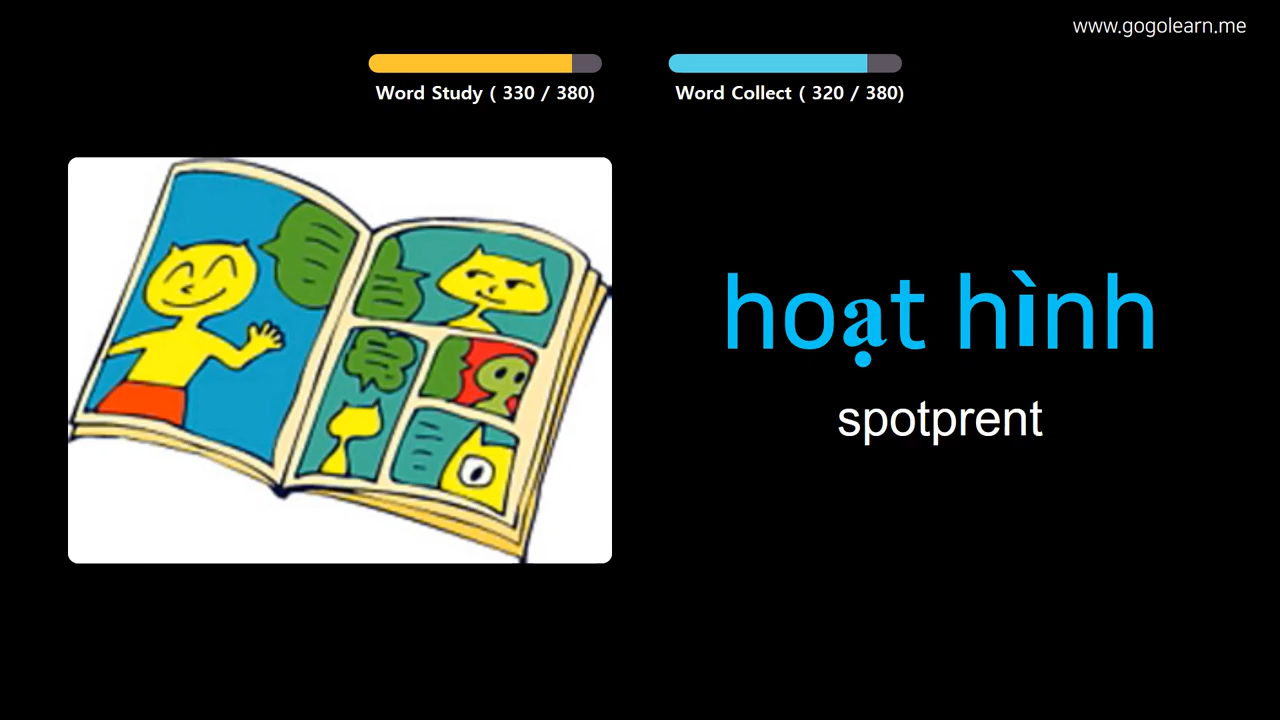 www.gogolearn.me
Word Study ( 330 / 380)
Word Collect ( 320 / 380)
hoạt hình
spotprent